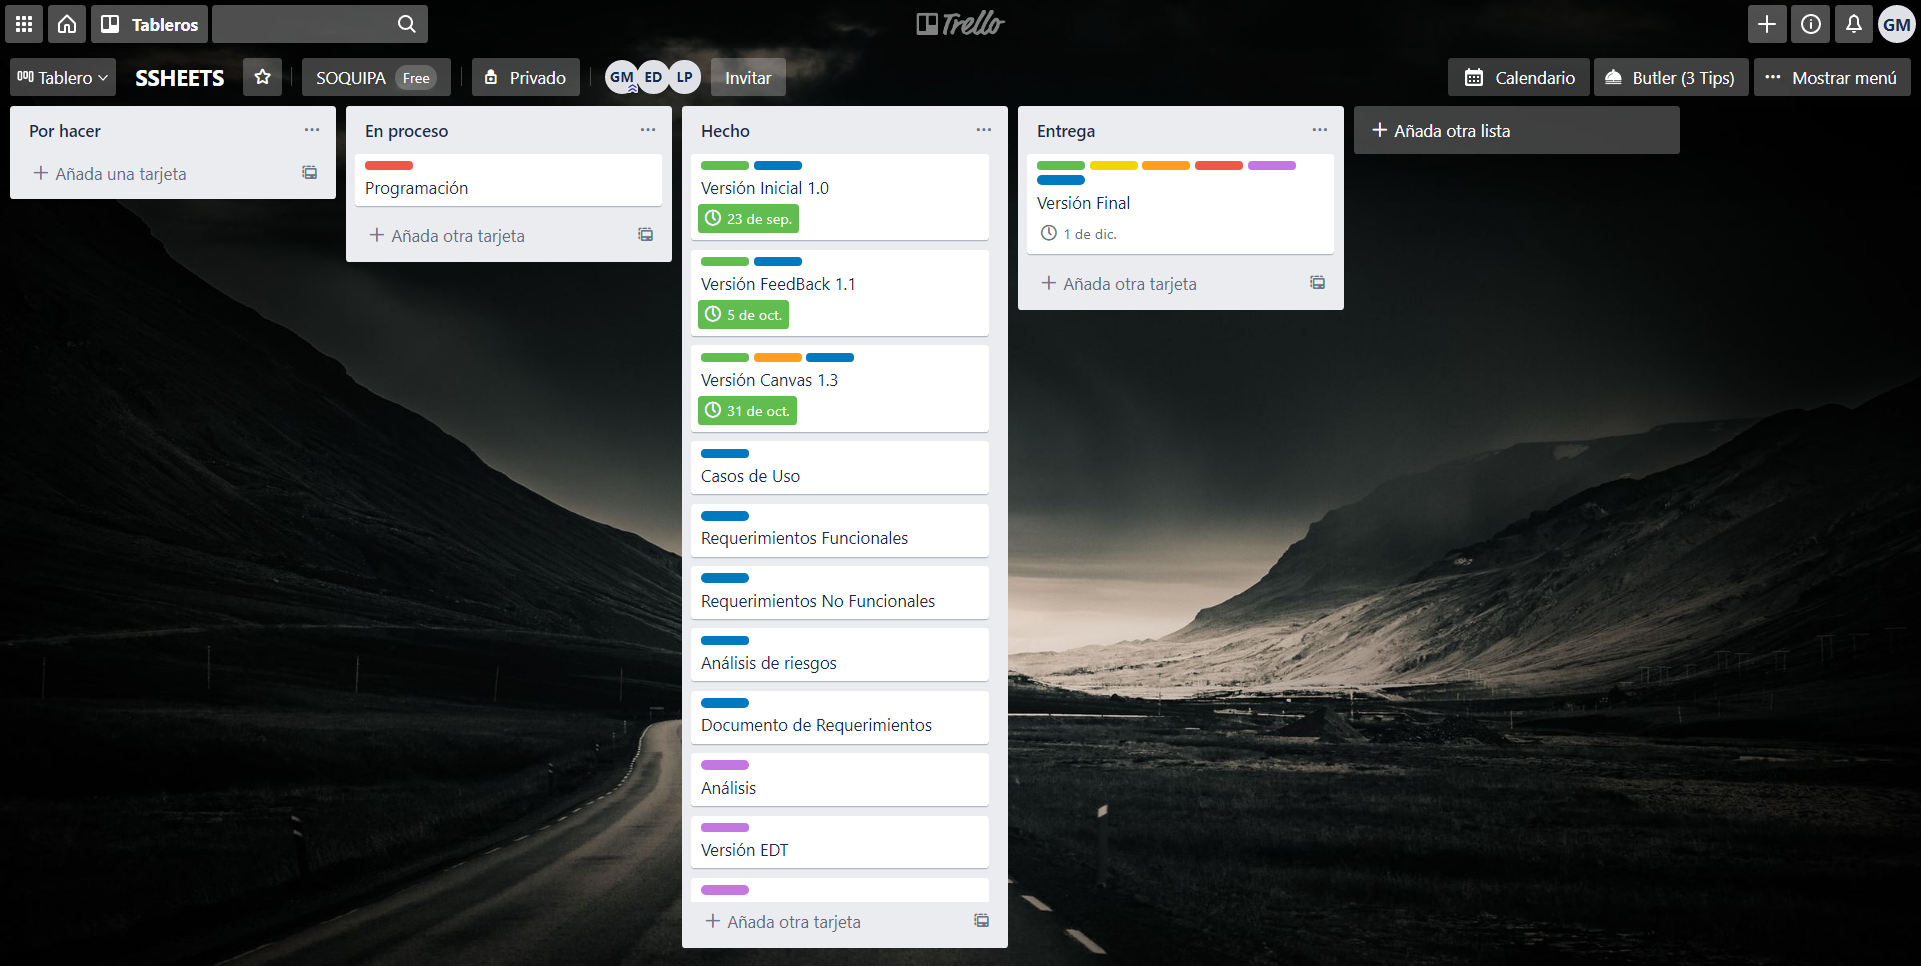 Tableros
Trello
GM
Tablero
SSHEETS
SOQUIPA Free
Privado
GM ED LP
Invitar
Calendario
Butler (3 Tips)
Mostrar menú
Por hacer
Añada una tarjeta
En proceso
Programación
Añada otra tarjeta
Hecho
Versión Inicial 1.0
23 de sep.
Versión FeedBack 1.1
5 de oct.
Versión Canvas 1.3
31 de oct.
Casos de Uso
Requerimientos Funcionales
Requerimientos No Funcionales
Análisis de riesgos
Documento de Requerimientos
Análisis
Versión EDT
Añada otra tarjeta
Entrega
Versión Final
1 de dic.
Añada otra tarjeta
Añada otra lista